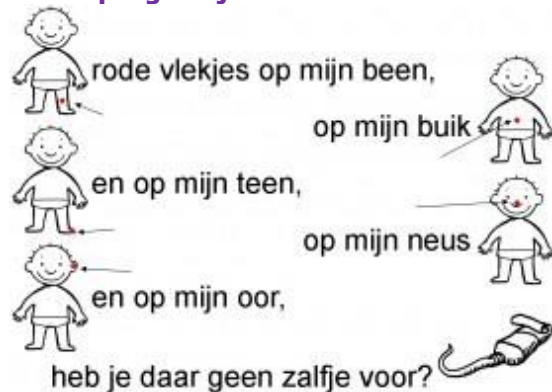 rode vlekjes op mijn been,
op mijn buik
en op mijn teen,
op mijn neus
en op mijn oor,
heb je daar geen zalfje voor?